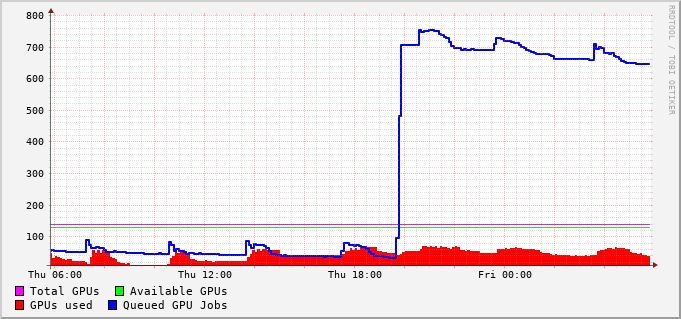 RRDTOOL / TOBI OETIKER
800
700
600
500
400
300
200
100
Thu 06:00 Thu 12:00 Thu 18:00 Fri 00:00
Total GPUs Available GPUs
GPUs used Queued GPU Jobs